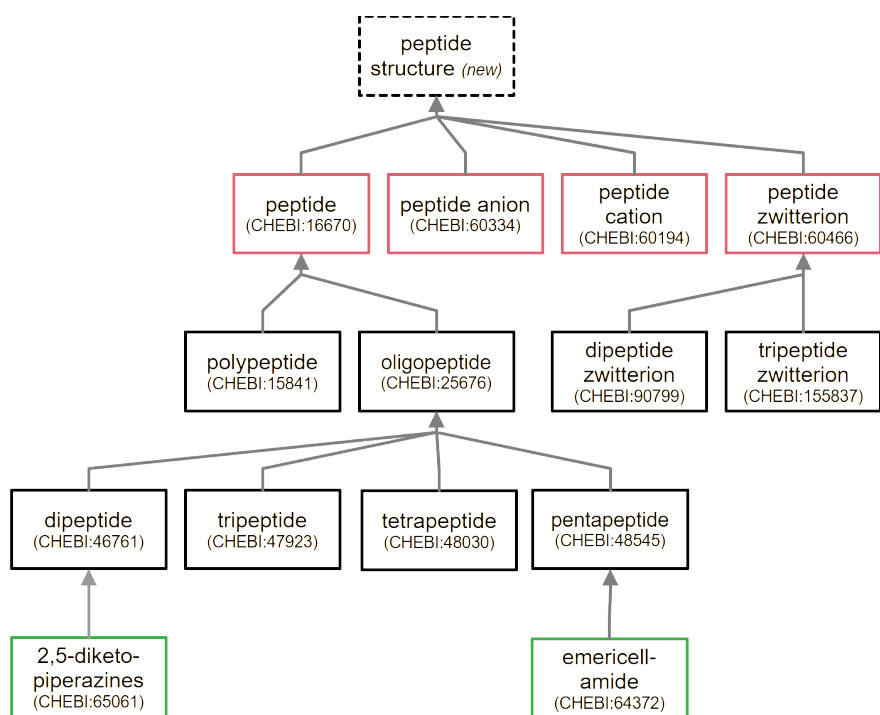 peptide
structure (new)
peptide
(CHEBI:16670)
peptide anion
(CHEBI:60334)
peptide
cation
(CHEBI:60194)
peptide
zwitterion
(CHEBI:60466)
polypeptide
(CHEBI:15841)
oligopeptide
(CHEBI:25676)
dipeptide
zwitterion
(CHEBI:90799)
tripeptide
zwitterion
(CHEBI:155837)
dipeptide
(CHEBI:46761)
tripeptide
(CHEBI:47923)
tetrapeptide
(CHEBI:48030)
pentapeptide
(CHEBI:48545)
2,5-diketo-
piperazines
(CHEBI:65061)
emericell-
amide
(CHEBI:64372)